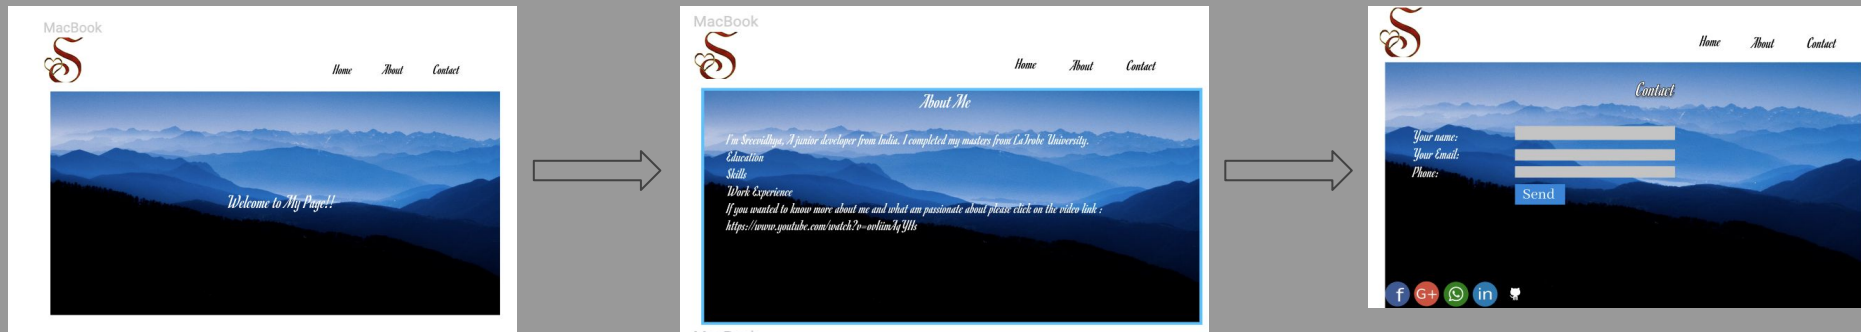 MacBook
S
Home About Contact
Welcome to My Page!!
MacBook
S
Home About Contact
About Me
I'm Sreevidhya, A junior developer from India. I completed my masters from LaTrobe University.
Education
Skills
Work Experience
If you wanted to know more about me and what am passionate about please click on the video link :
https://www.youtube.com/watch?v=
S
Home About Contact
Contact
Your name:
Your Email:
Phone:
Send
f G+ in